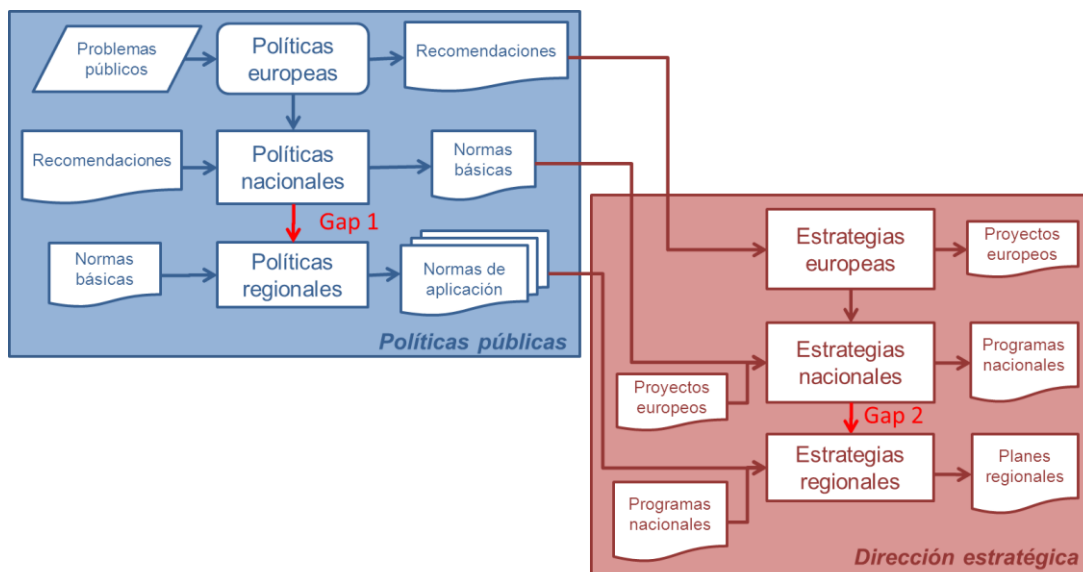 Problemas
públicos
Políticas
europeas
Recomendaciones
Recomendaciones
Políticas
nacionales
Normas
básicas
Gap 1
Normas
básicas
Políticas
regionales
Normas de
aplicación
Políticas públicas
Estrategias
europeas
Proyectos
europeos
Proyectos
europeos
Estrategias
nacionales
Programas
nacionales
Gap 2
Programas
nacionales
Estrategias
regionales
Planes
regionales
Dirección estratégica